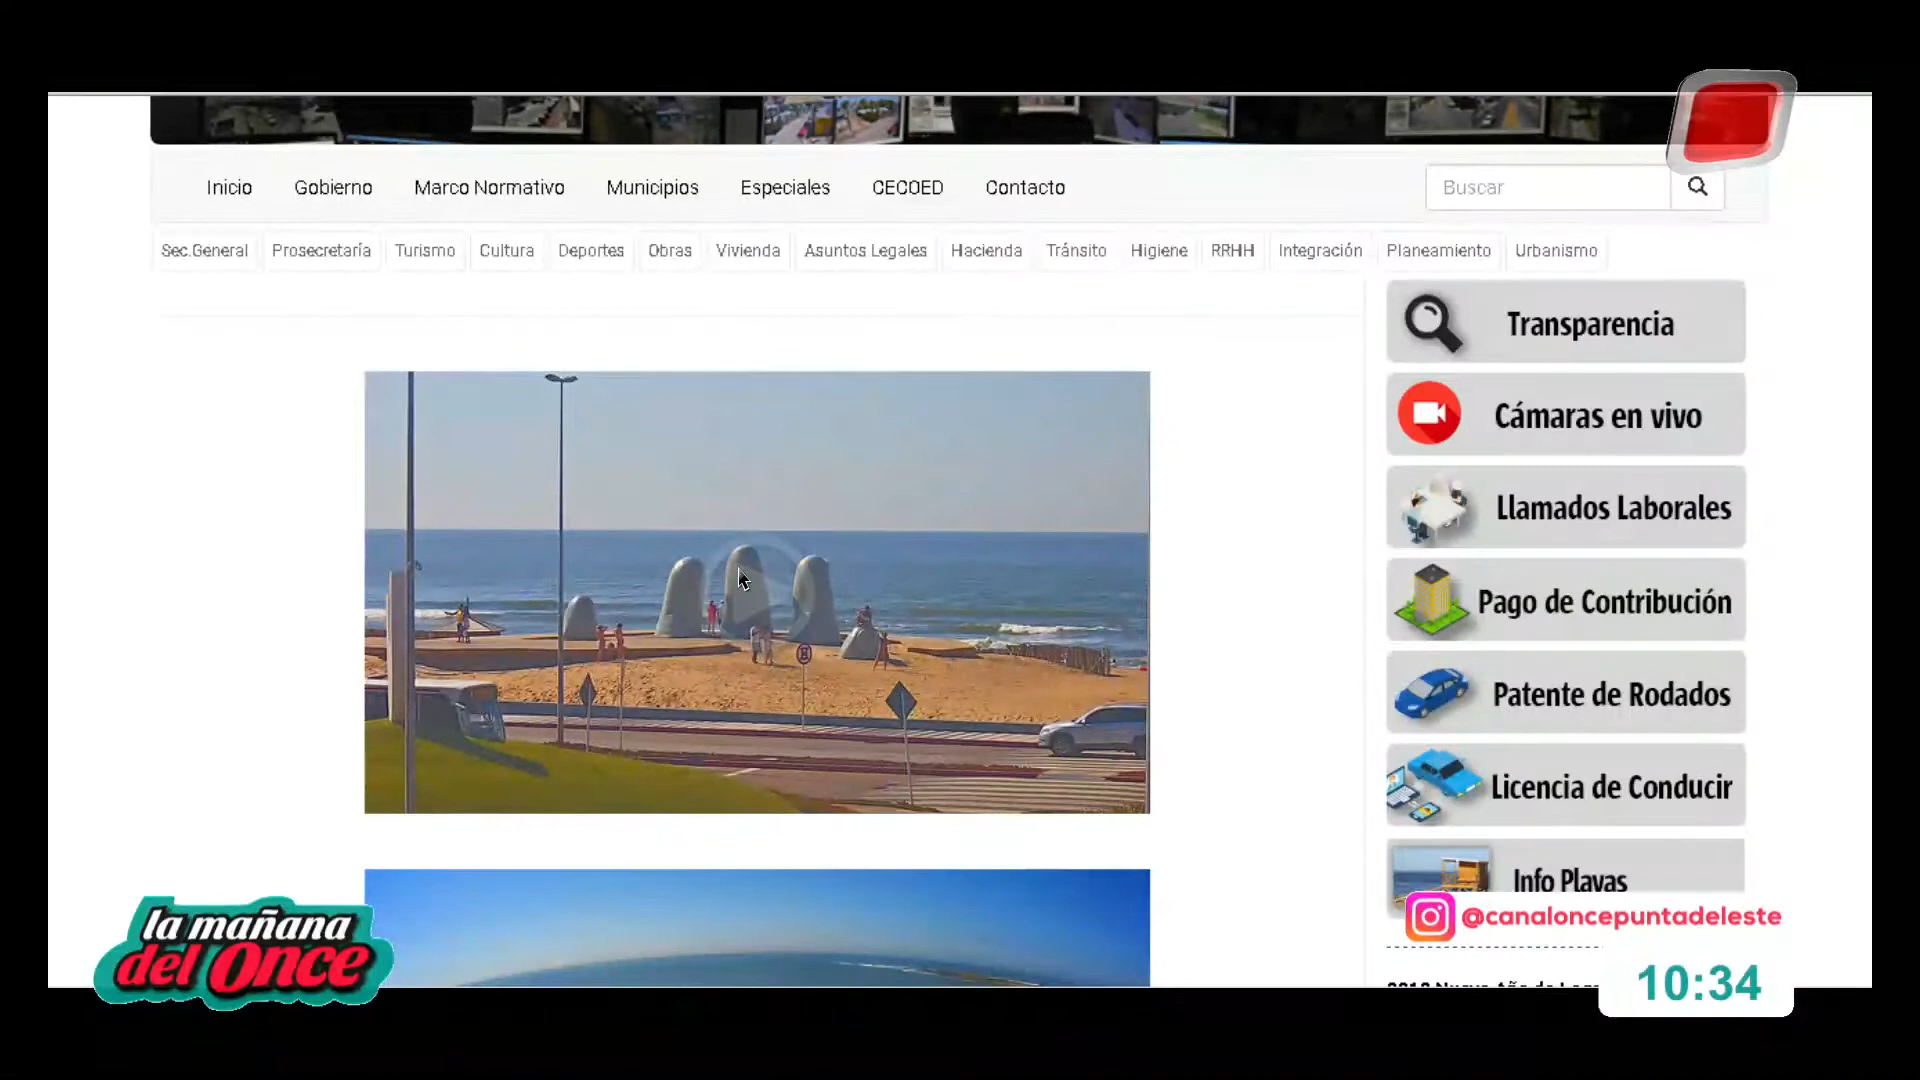 Inicio Gobierno Marco Normativo Municipios Especiales CECOED Contacto Buscar
Sec.General Prosecretaría Turismo Cultura Deportes Obras Vivienda Asuntos Legales Hacienda Tránsito Higiene RRHH Integración Planeamiento Urbanismo
Transparencia
Cámaras en vivo
Llamados Laborales
Pago de Contribución
Patente de Rodados
Licencia de Conducir
Info Playas
@canaloncepuntadeleste
la mañana
del Once
10:34